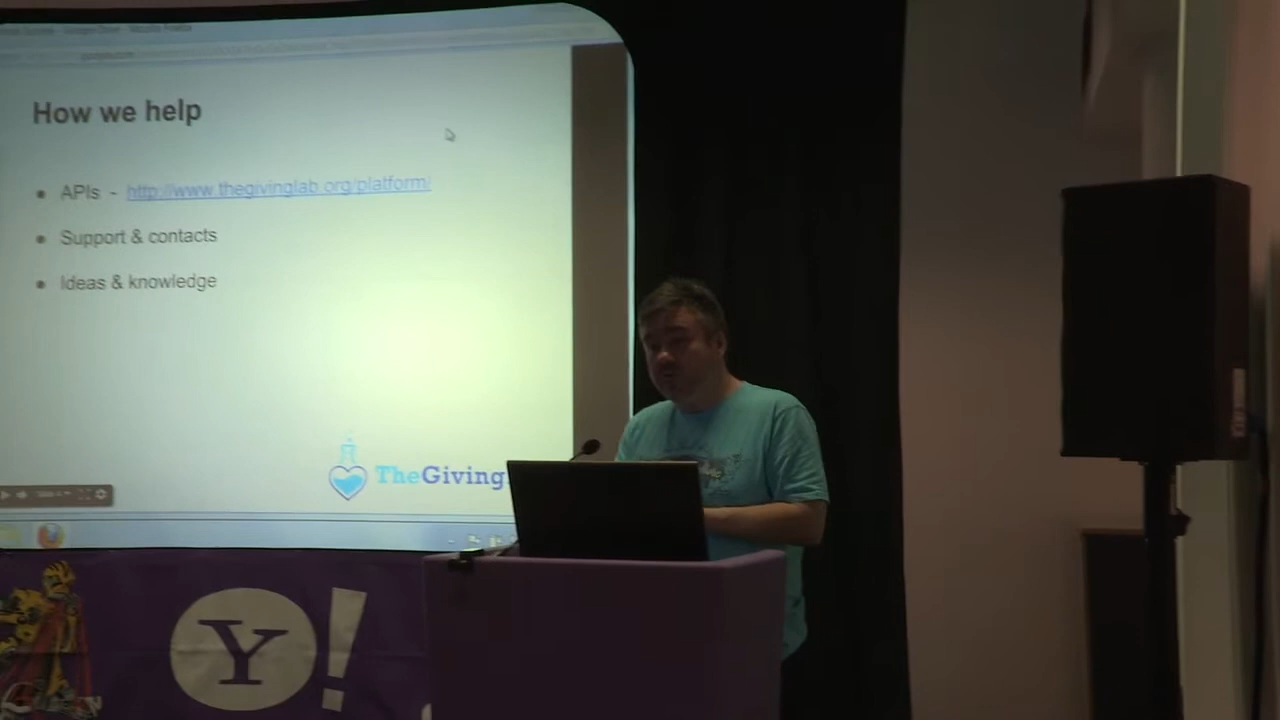 How we help
APIs - http://www.thegivinglab.org/platform/
Support & contacts
Ideas & knowledge
TheGiving
Y!